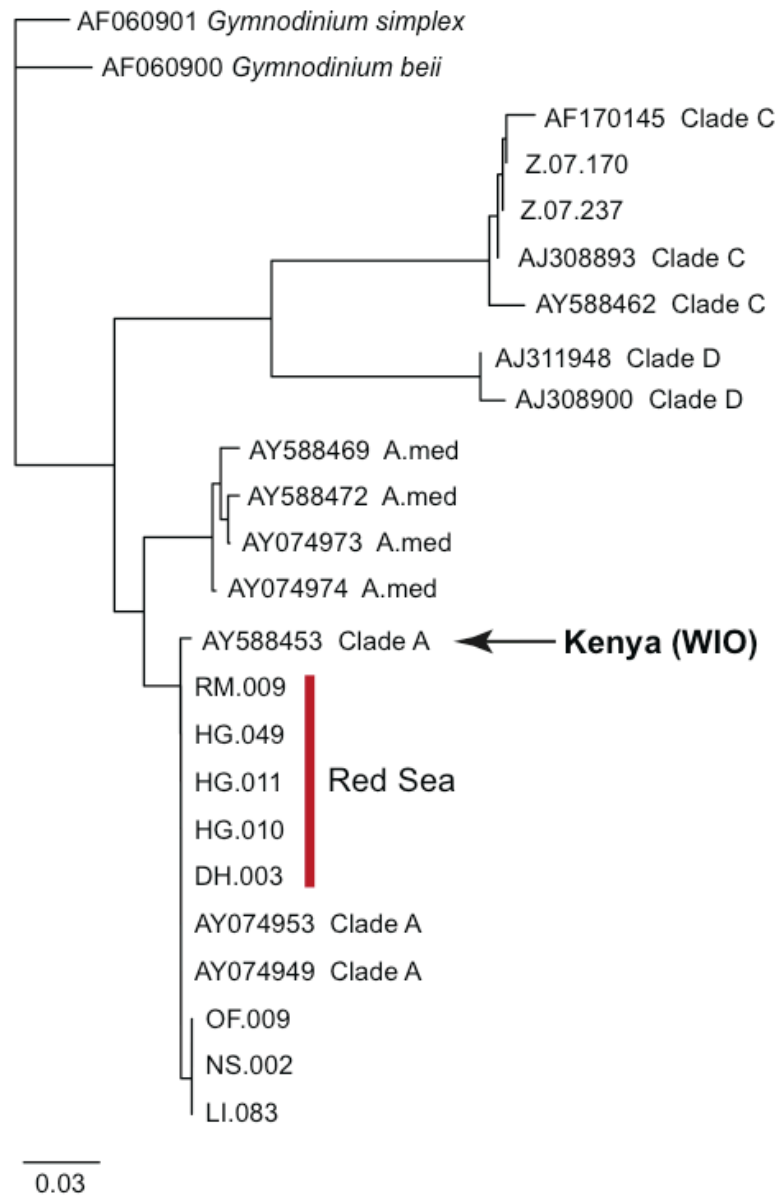 AF060901 Gymnodinium simplex
AF060900 Gymnodinium beii
AF170145 Clade C
Z.07.170
Z.07.237
AJ308893 Clade C
AY588462 Clade C
AJ311948 Clade D
AJ308900 Clade D
AY588469 A.med
AY588472 A.med
AY074973 A.med
AY074974 A.med
AY588453 Clade A
Kenya (WIO)
RM.009
HG.049
HG.011
Red Sea
HG.010
DH.003
AY074953 Clade A
AY074949 Clade A
OF.009
NS.002
LI.083
0.03